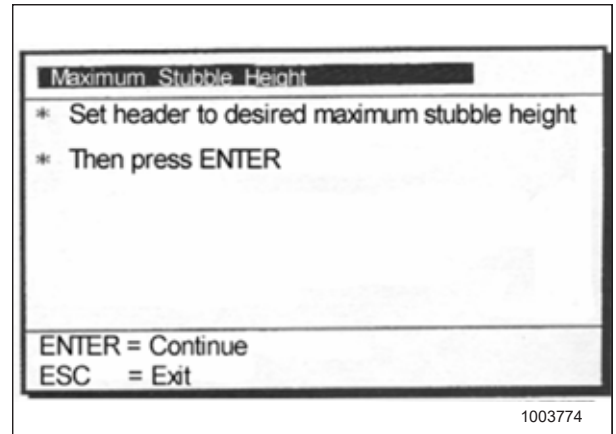 Maximum Stubble Height
* Set header to desired maximum stubble height
* Then press ENTER
ENTER = Continue
ESC = Exit
1003774